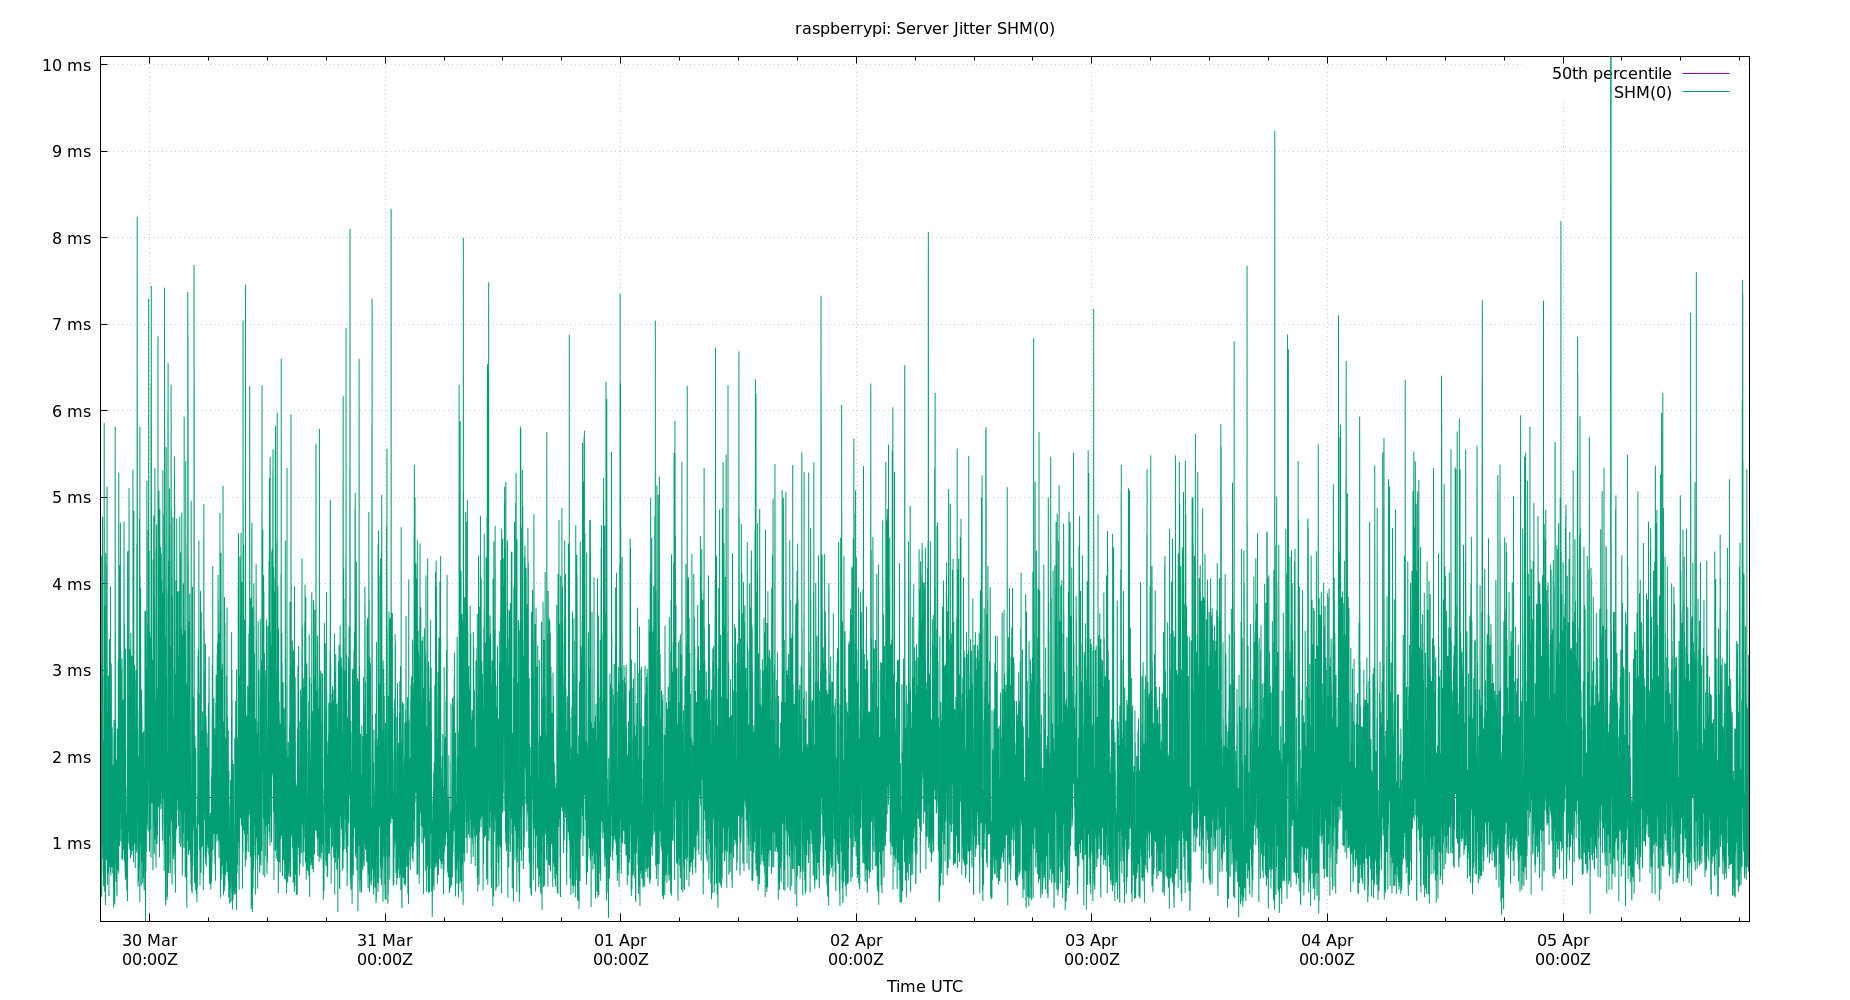 raspberrypi: Server Jitter SHM(0)
10 ms
9 ms
8 ms
7 ms
6 ms
5 ms
4 ms
3 ms
2 ms
1 ms
50th percentile
SHM(0)
30 Mar
00:00Z
31 Mar
00:00Z
01 Apr
00:00Z
02 Apr
00:00Z
03 Apr
00:00Z
04 Apr
00:00Z
05 Apr
00:00Z
Time UTC